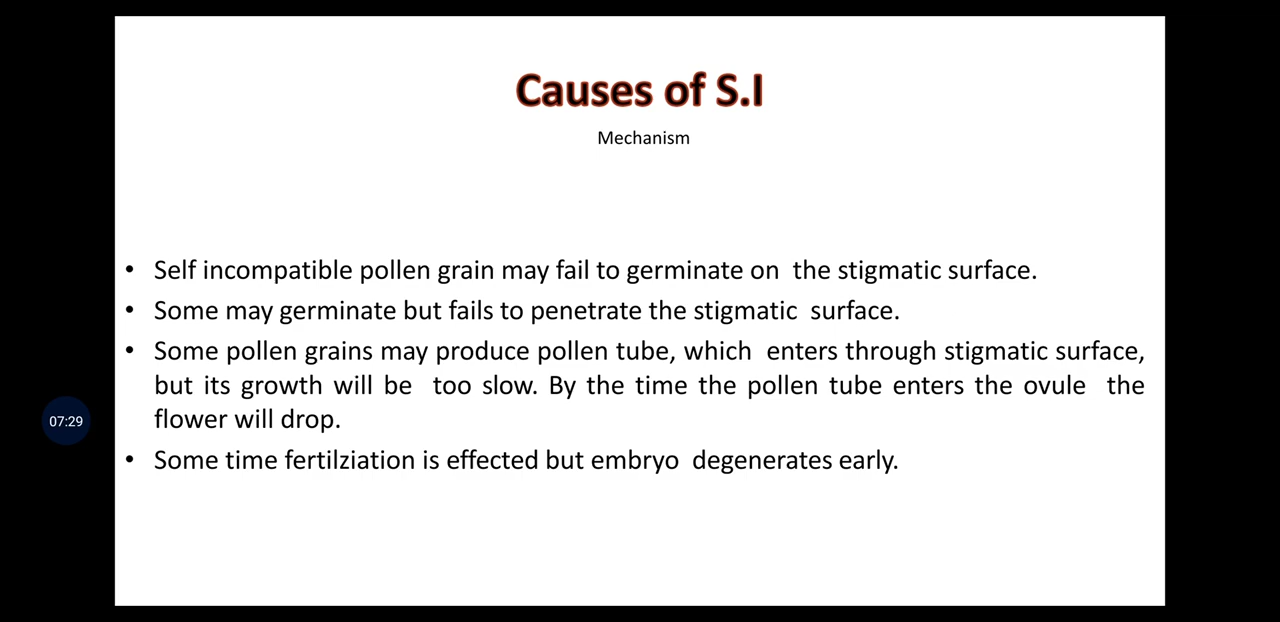 Causes of S.I
Mechanism
• Self incompatible pollen grain may fail to germinate on the stigmatic surface.
• Some may germinate but fails to penetrate the stigmatic surface.
• Some pollen grains may produce pollen tube, which enters through stigmatic surface,
but its growth will be too slow. By the time the pollen tube enters the ovule the
flower will drop.
07:29
• Some time fertilziation is effected but embryo degenerates early.